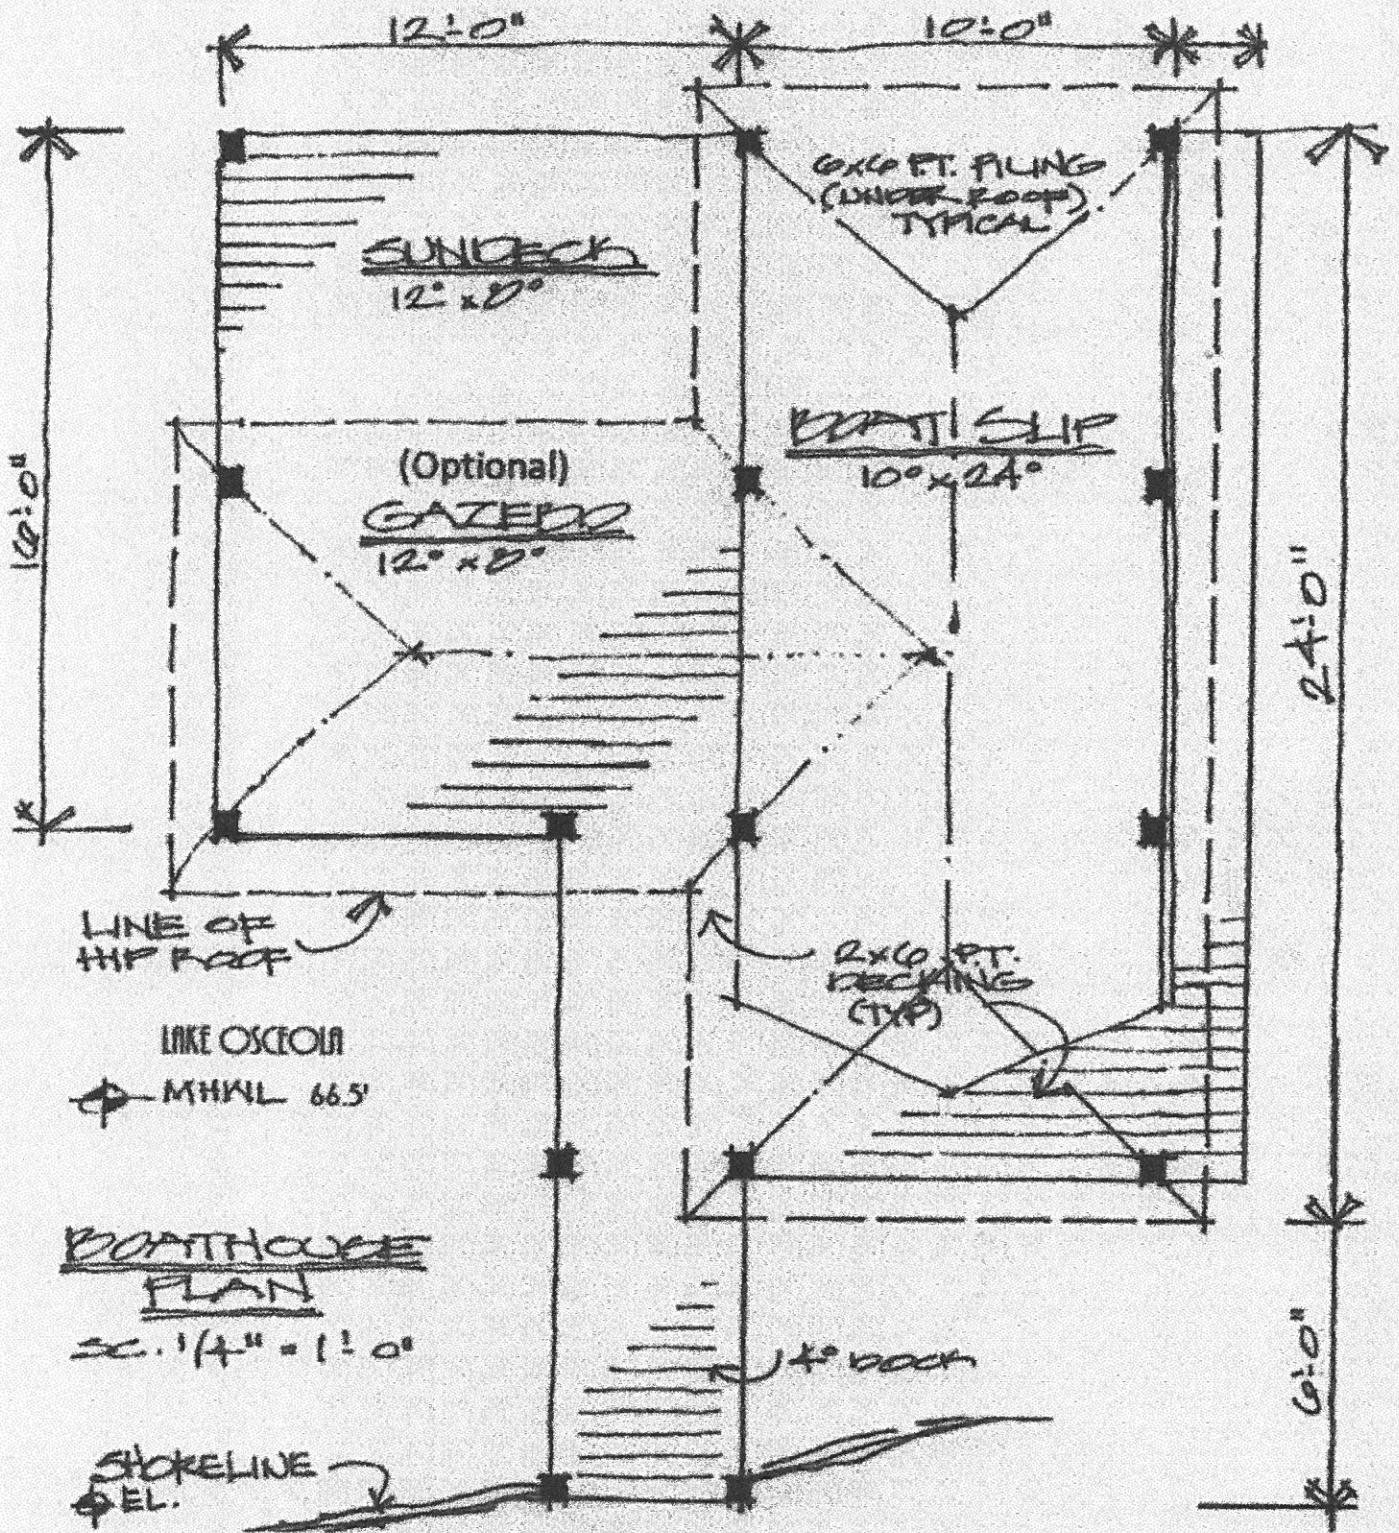 12'-0"
10'-0"
6x6 P.T. PILING
(UNDER ROOF)
TYPICAL
SUNDECK
12° x 8°
BOAT SLIP
10° x 24°
(Optional)
GAZEBO
12° x 8°
16'-0"
24'-0"
LINE OF
HIP ROOF
2x6 P.T.
DECKING
(TYP)
LAKE OSCEOLA
MHWL 66.5'
BOATHOUSE
PLAN
SC. 1/4" = 1'-0"
4° DOCK
6'-0"
SHORELINE
EL.